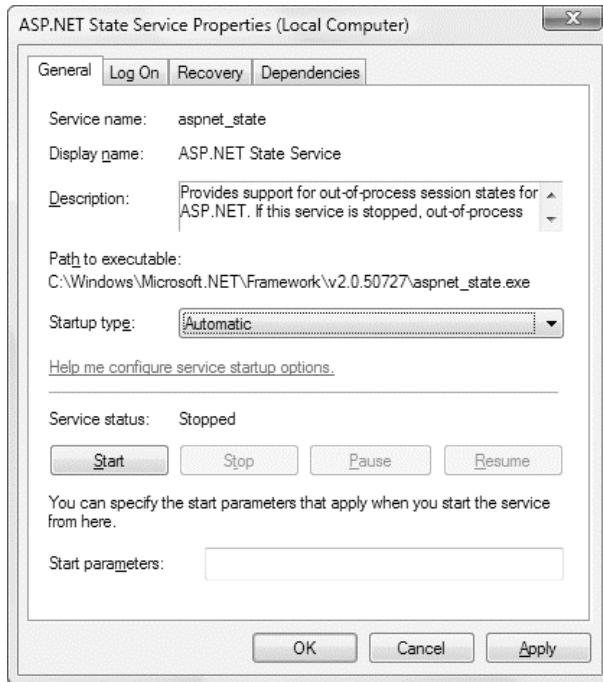 ASP.NET State Service Properties (Local Computer)
General Log On Recovery Dependencies
Service name: aspnet_state
Display name: ASP.NET State Service
Description: Provides support for out-of-process session states for
ASP.NET. If this service is stopped, out-of-process
Path to executable:
C:\Windows\Microsoft.NET\Framework\v2.0.50727\aspnet_state.exe
Startup type: Automatic
Help me configure service startup options.
Service status: Stopped
Start Stop Pause Resume
You can specify the start parameters that apply when you start the service
from here.
Start parameters:
OK Cancel Apply